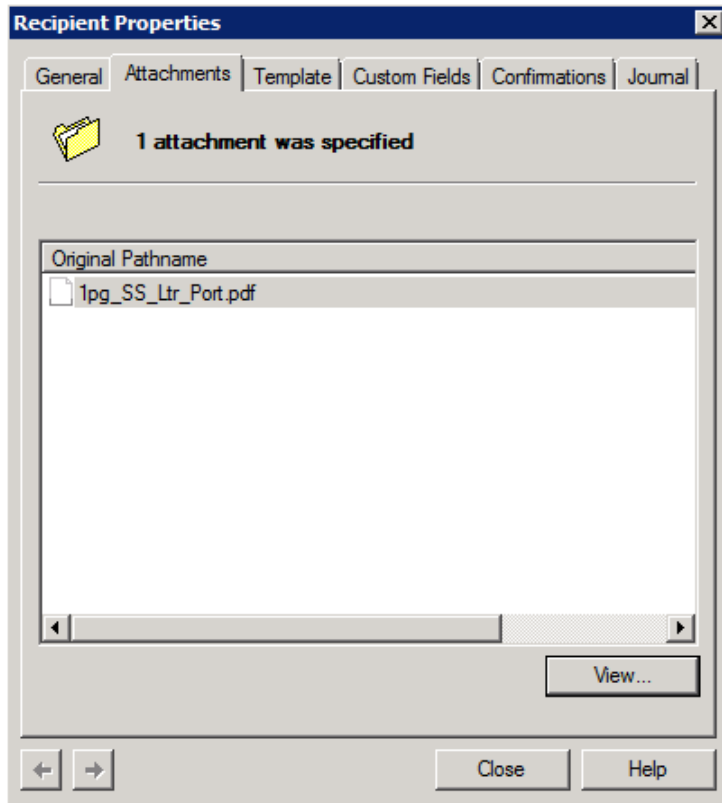 Recipient Properties
General Attachments Template Custom Fields Confirmations Journal
1 attachment was specified
Original Pathname
1pg_SS_Ltr_Port.pdf
View...
Close Help